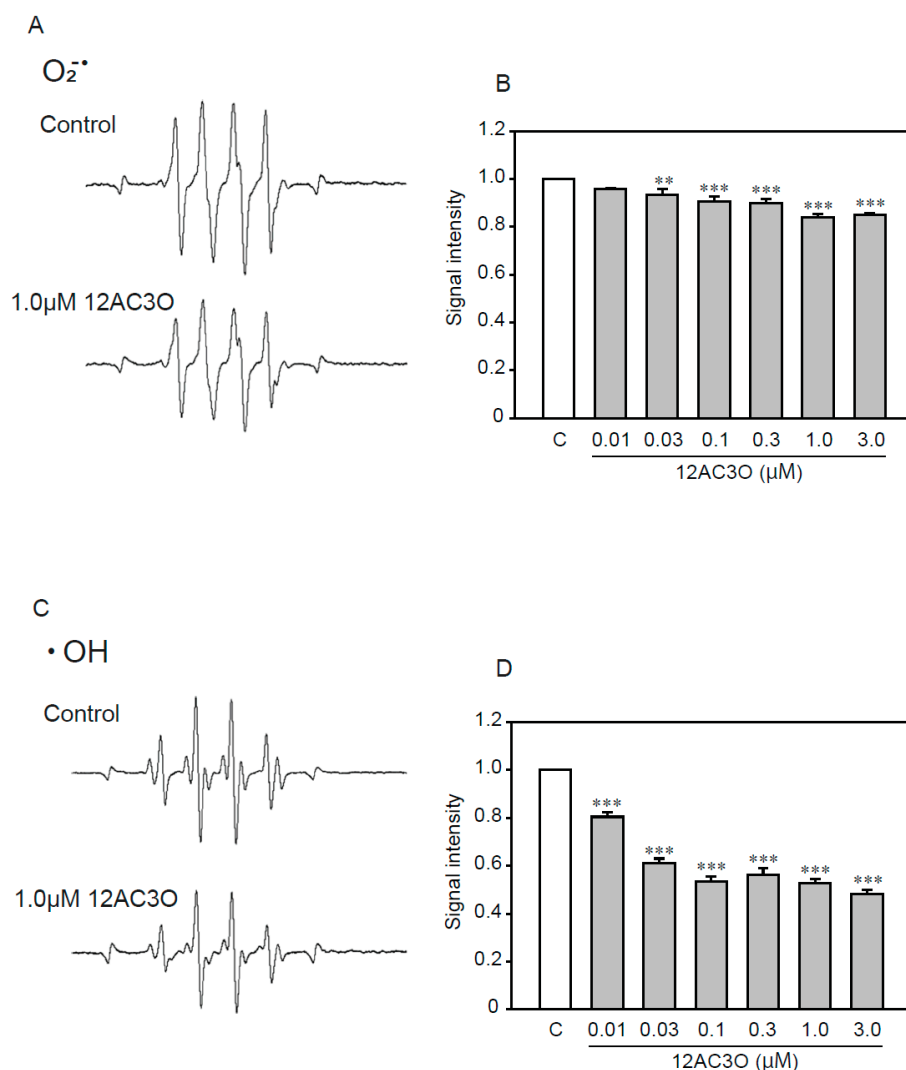 A
O₂⁻•
Control
1.0µM 12AC3O
B
Signal intensity
1.2
1.0
0.8
0.6
0.4
0.2
0
** *** *** *** ***
C 0.01 0.03 0.1 0.3 1.0 3.0
12AC3O (µM)
C
• OH
Control
1.0µM 12AC3O
D
Signal intensity
1.2
1.0
0.8
0.6
0.4
0.2
0
*** *** *** *** *** ***
C 0.01 0.03 0.1 0.3 1.0 3.0
12AC3O (µM)